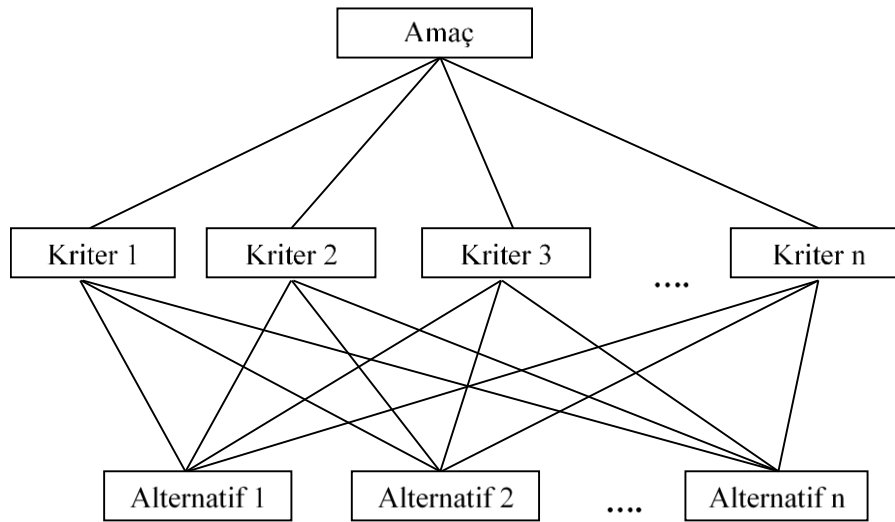 Amaç
Kriter 1 Kriter 2 Kriter 3 .... Kriter n
Alternatif 1 Alternatif 2 .... Alternatif n